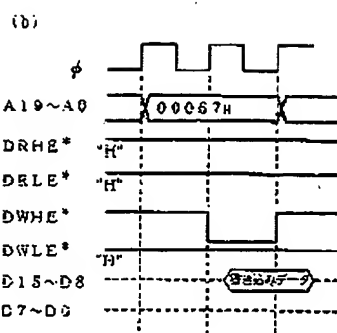 (b)
φ
A19~A0 00067H
DRHE* "H"
DRLE* "H"
DWHE*
DWLE* "H"
D15~D8 書き込みデータ
D7~D0